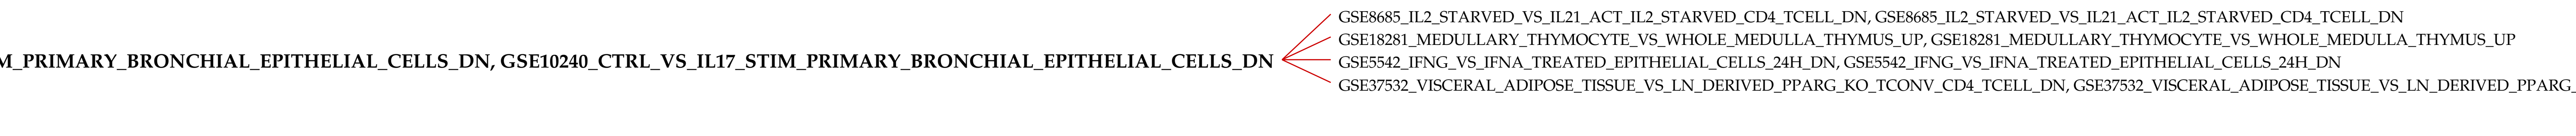 GSE8685_IL2_STARVED_VS_IL21_ACT_IL2_STARVED_CD4_TCELL_DN, GSE8685_IL2_STARVED_VS_IL21_ACT_IL2_STARVED_CD4_TCELL_DN
GSE18281_MEDULLARY_THYMOCYTE_VS_WHOLE_MEDULLA_THYMUS_UP, GSE18281_MEDULLARY_THYMOCYTE_VS_WHOLE_MEDULLA_THYMUS_UP
M_PRIMARY_BRONCHIAL_EPITHELIAL_CELLS_DN, GSE10240_CTRL_VS_IL17_STIM_PRIMARY_BRONCHIAL_EPITHELIAL_CELLS_DN
GSE5542_IFNG_VS_IFNA_TREATED_EPITHELIAL_CELLS_24H_DN, GSE5542_IFNG_VS_IFNA_TREATED_EPITHELIAL_CELLS_24H_DN
GSE37532_VISCERAL_ADIPOSE_TISSUE_VS_LN_DERIVED_PPARG_KO_TCONV_CD4_TCELL_DN, GSE37532_VISCERAL_ADIPOSE_TISSUE_VS_LN_DERIVED_PPARG_